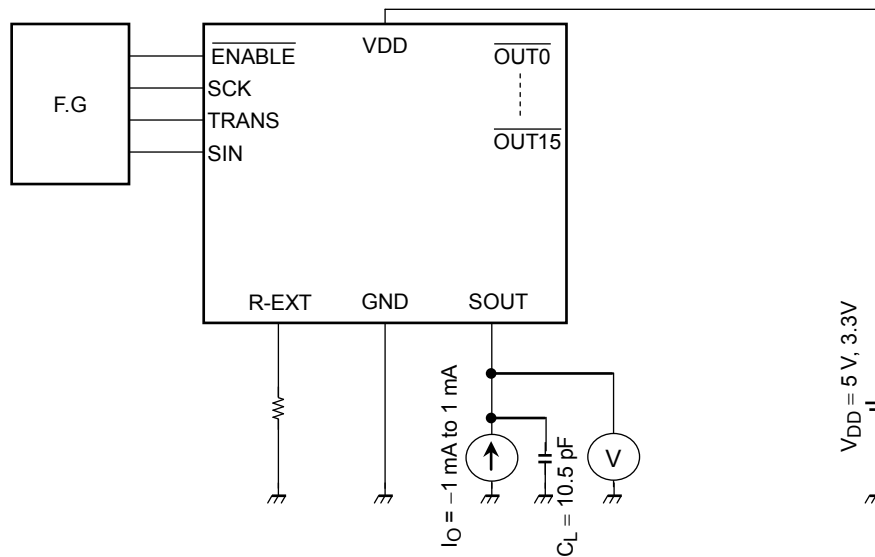 F.G
ENABLE
SCK
TRANS
SIN
VDD
OUT0
OUT15
R-EXT
GND
SOUT
IO = −1 mA to 1 mA
CL = 10.5 pF
V
VDD = 5 V, 3.3V